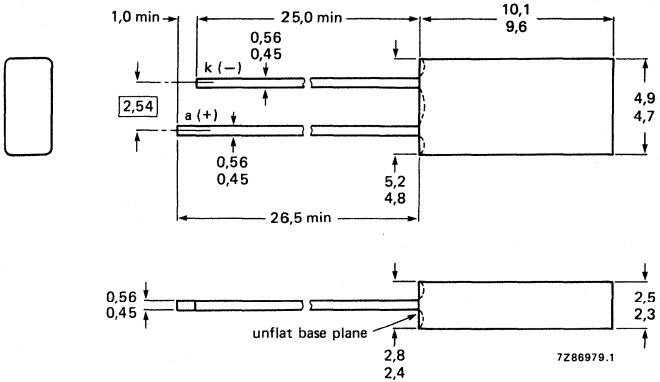 1,0 min
25,0 min
10,1
9,6
0,56
0,45
k (−)
2,54
a (+)
4,9
4,7
0,56
0,45
5,2
4,8
26,5 min
0,56
0,45
unflat base plane
2,5
2,3
2,8
2,4
7Z86979.1